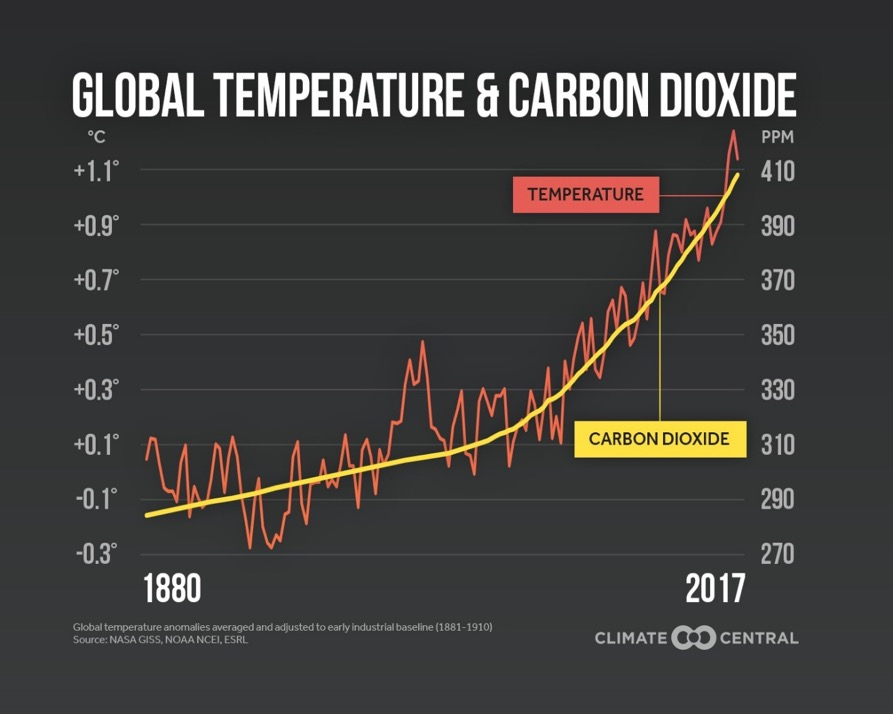 GLOBAL TEMPERATURE & CARBON DIOXIDE
°C PPM
+1.1° 410
TEMPERATURE
+0.9° 390
+0.7° 370
+0.5° 350
+0.3° 330
CARBON DIOXIDE
+0.1° 310
-0.1° 290
-0.3° 270
1880 2017
Global temperature anomalies averaged and adjusted to early industrial baseline (1881-1910)
Source: NASA GISS, NOAA NCEI, ESRL
CLIMATE CENTRAL